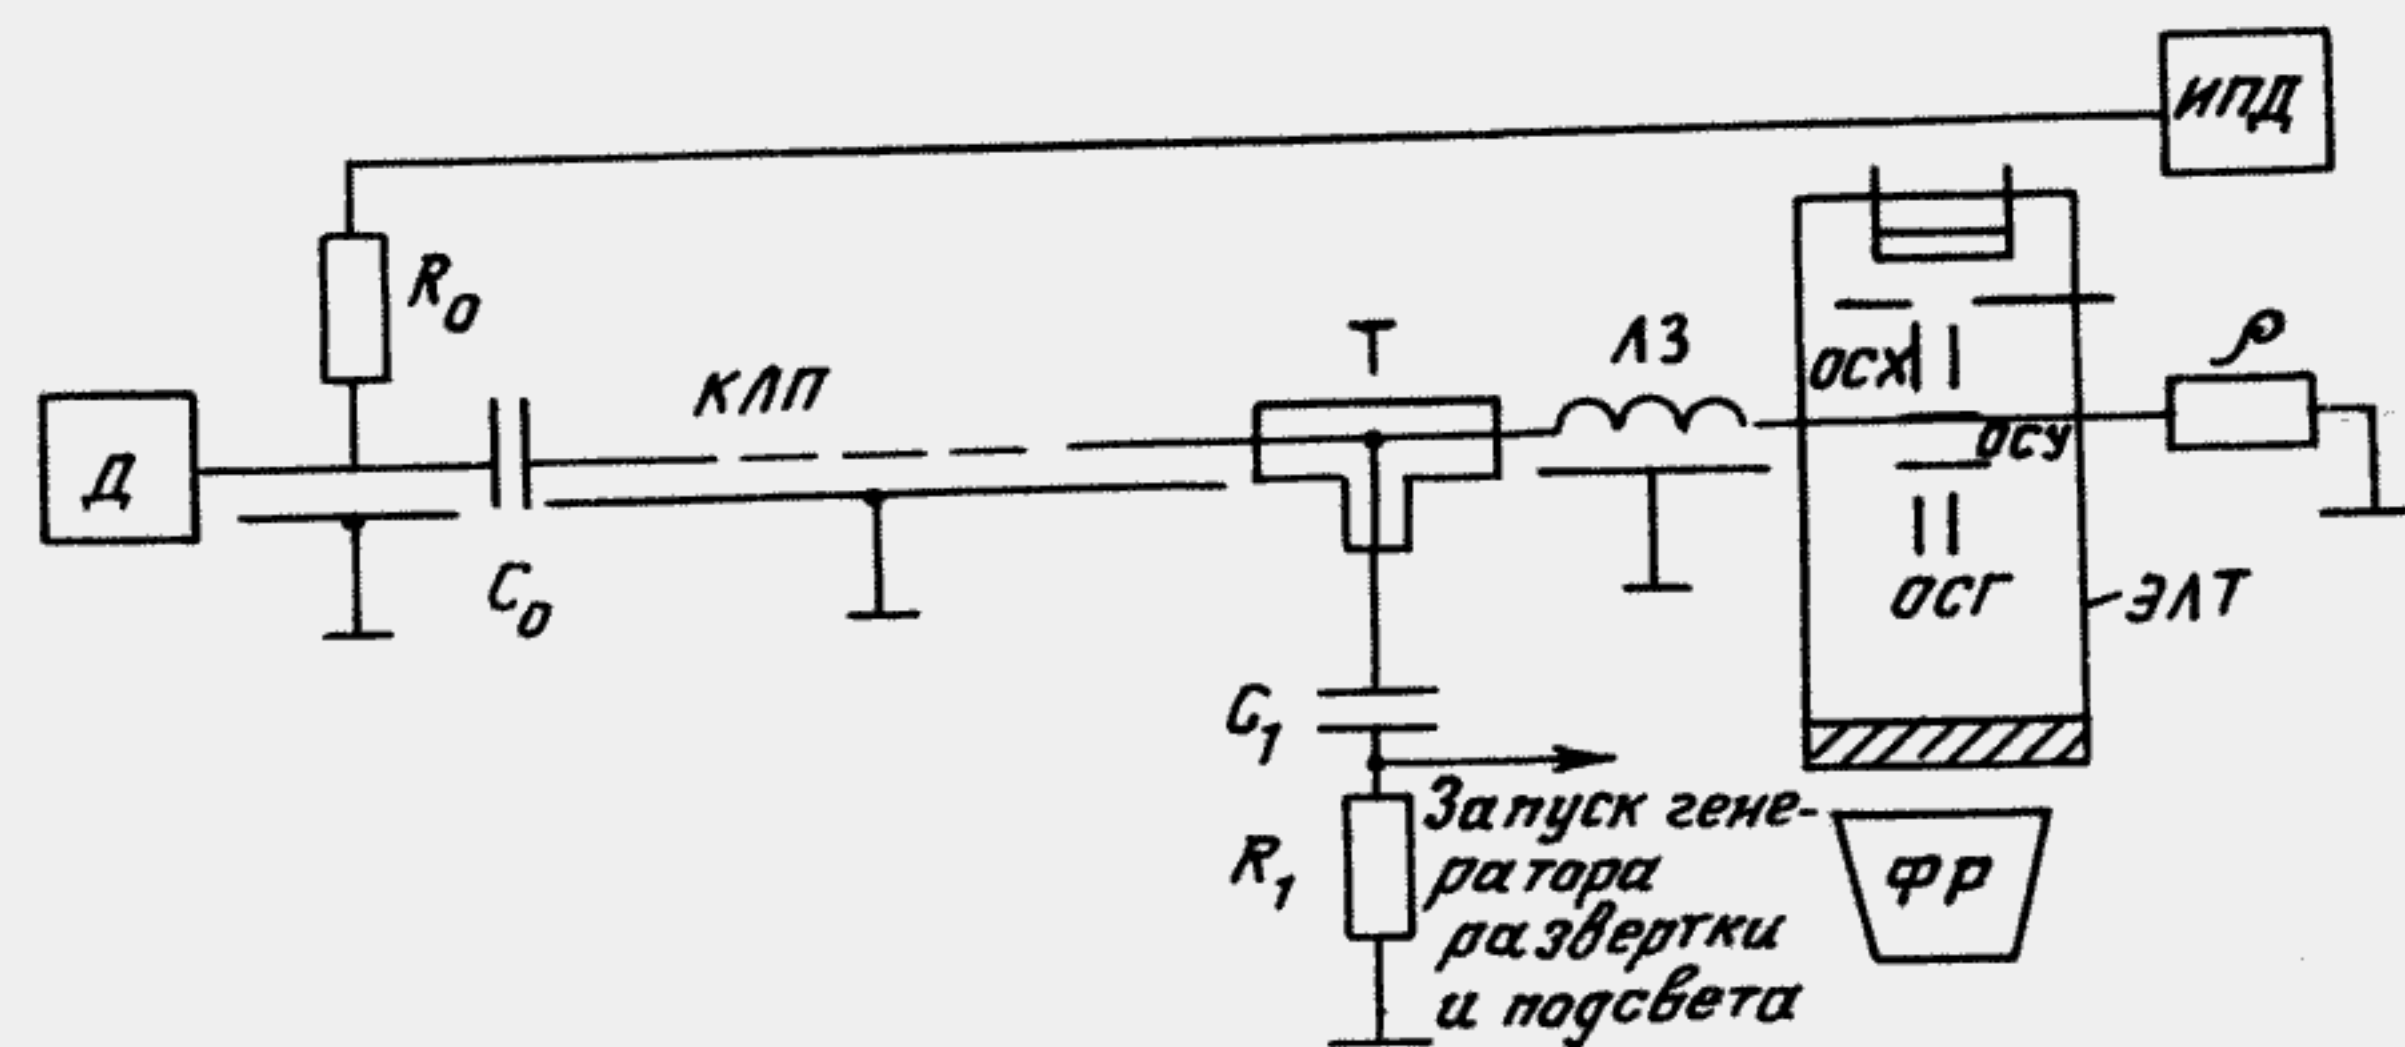 ИПД
R0
Д
C0
КЛП
Т
ЛЗ
ОСХ
ОСУ
ОСГ
ρ
ЭЛТ
C1
R1
Запуск гене-
ратора
развертки
и подсвета
ФР